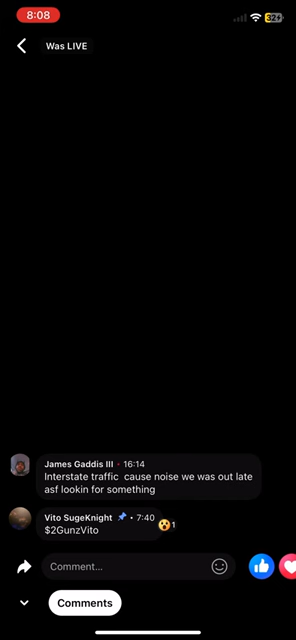 8:08
32
Was LIVE
James Gaddis III • 16:14
Interstate traffic cause noise we was out late
asf lookin for something
Vito SugeKnight • 7:40
$2GunzVito
1
Comment...
Comments